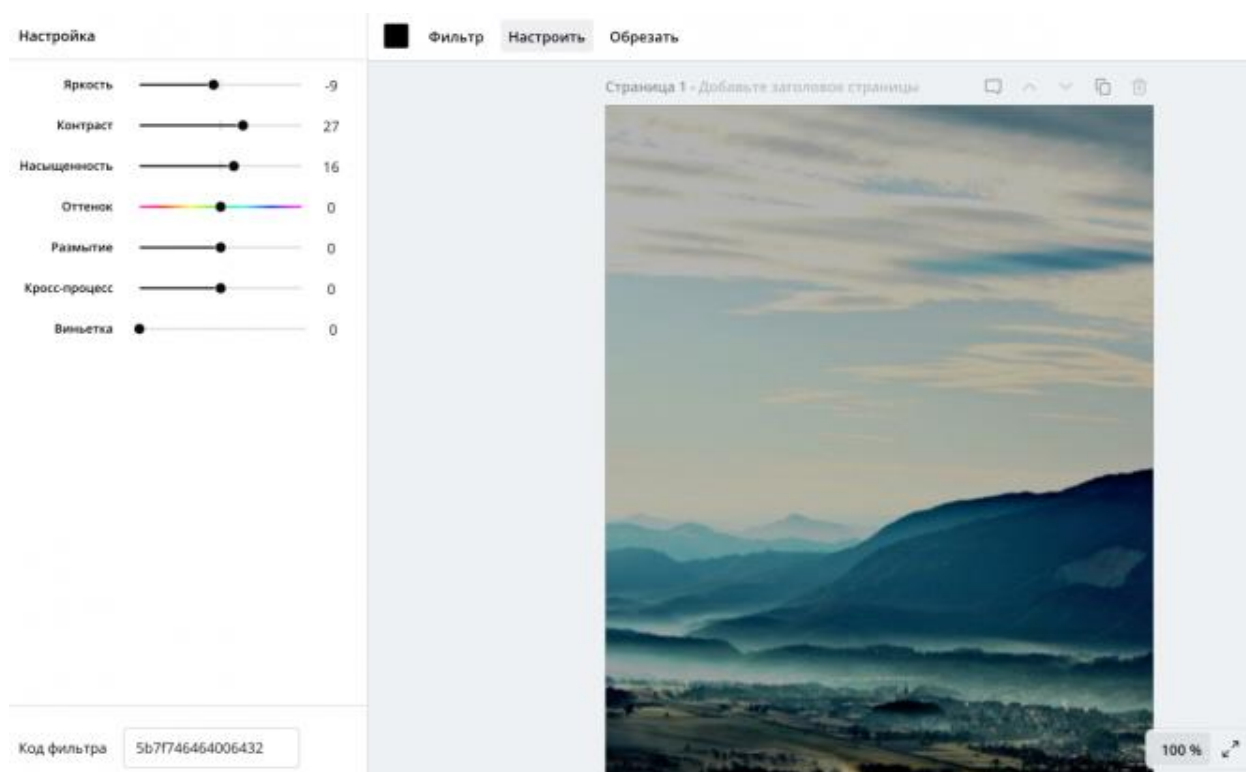 Настройка
Яркость -9
Контраст 27
Насыщенность 16
Оттенок 0
Размытие 0
Кросс-процесс 0
Виньетка 0
Код фильтра 5b7f746464006432
Фильтр Настроить Обрезать
Страница 1 - Добавьте заголовок страницы
100 %